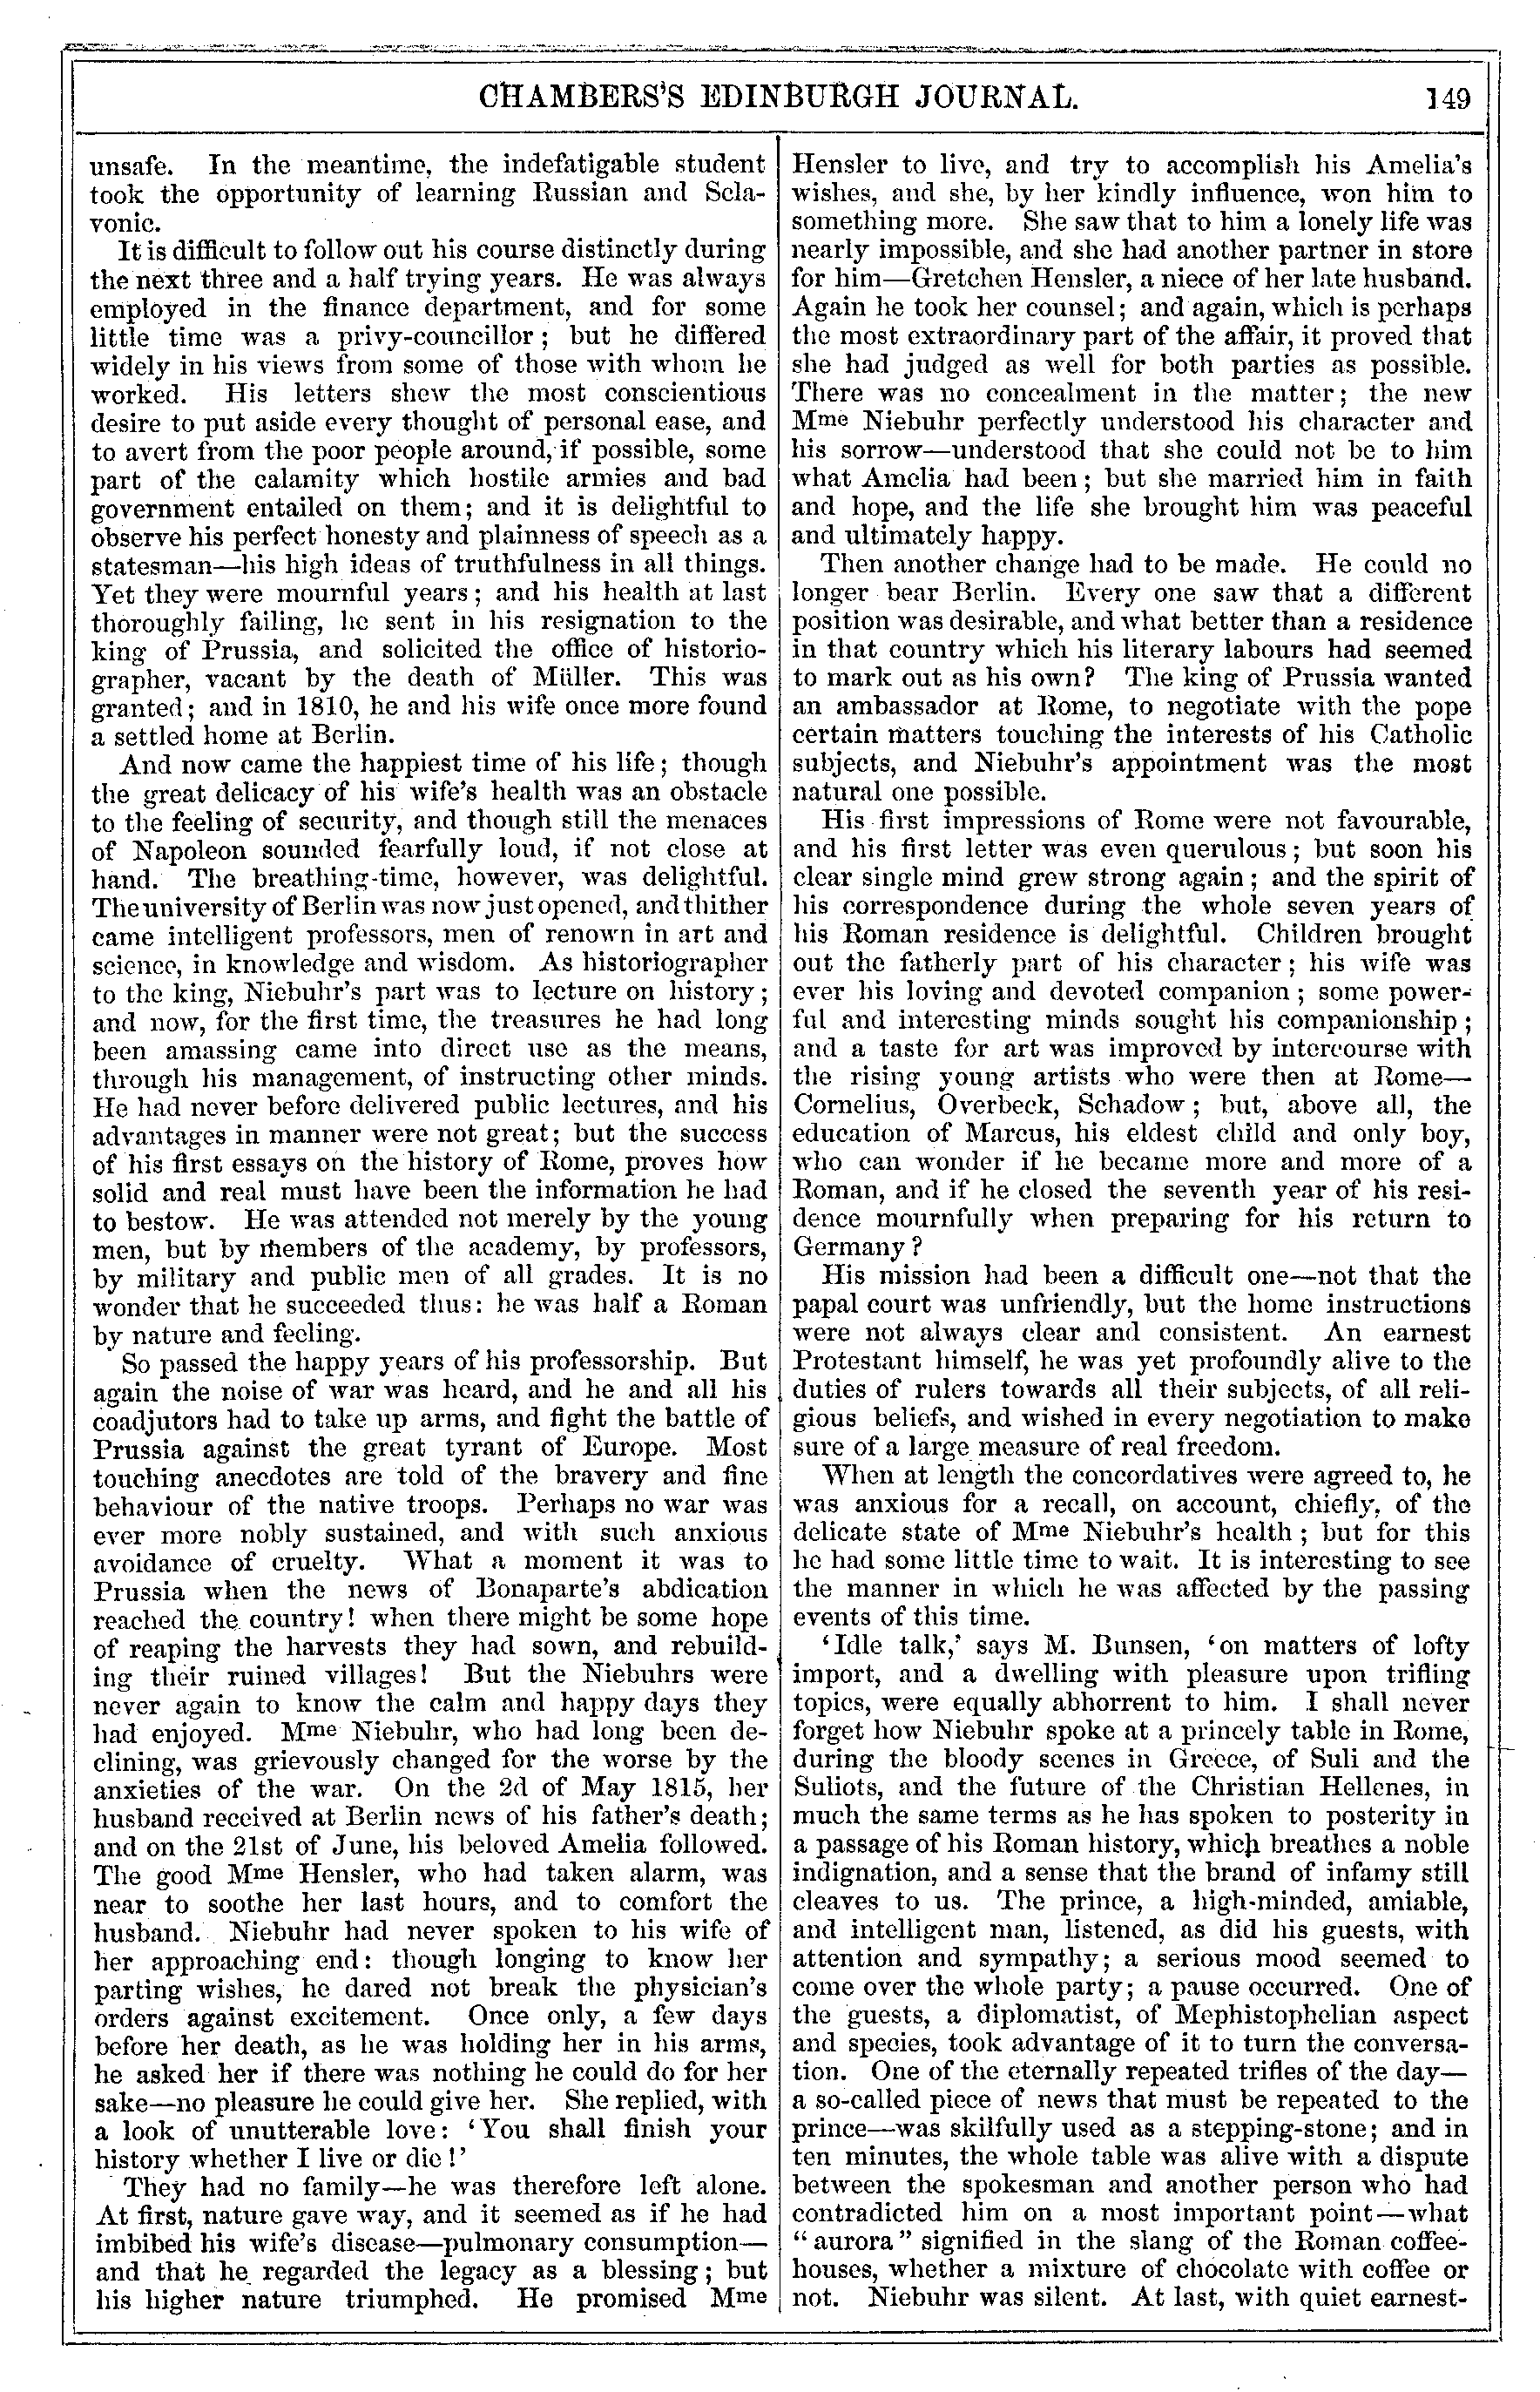 CHAMBERS'S EDINBURGH JOURNAL. 149
unsafe. In the meantime, the indefatigable student
took the opportunity of learning Russian and Scla-
vonic.
It is difficult to follow out his course distinctly during
the next three and a half trying years. He was always
employed in the finance department, and for some
little time was a privy-councillor; but he differed
widely in his views from some of those with whom he
worked. His letters shew the most conscientious
desire to put aside every thought of personal ease, and
to avert from the poor people around, if possible, some
part of the calamity which hostile armies and bad
government entailed on them; and it is delightful to
observe his perfect honesty and plainness of speech as a
statesman—his high ideas of truthfulness in all things.
Yet they were mournful years; and his health at last
thoroughly failing, he sent in his resignation to the
king of Prussia, and solicited the office of historio-
grapher, vacant by the death of Müller. This was
granted; and in 1810, he and his wife once more found
a settled home at Berlin.
And now came the happiest time of his life; though
the great delicacy of his wife's health was an obstacle
to the feeling of security, and though still the menaces
of Napoleon sounded fearfully loud, if not close at
hand. The breathing-time, however, was delightful.
The university of Berlin was now just opened, and thither
came intelligent professors, men of renown in art and
science, in knowledge and wisdom. As historiographer
to the king, Niebuhr's part was to lecture on history;
and now, for the first time, the treasures he had long
been amassing came into direct use as the means,
through his management, of instructing other minds.
He had never before delivered public lectures, and his
advantages in manner were not great; but the success
of his first essays on the history of Rome, proves how
solid and real must have been the information he had
to bestow. He was attended not merely by the young
men, but by members of the academy, by professors,
by military and public men of all grades. It is no
wonder that he succeeded thus: he was half a Roman
by nature and feeling.
So passed the happy years of his professorship. But
again the noise of war was heard, and he and all his
coadjutors had to take up arms, and fight the battle of
Prussia against the great tyrant of Europe. Most
touching anecdotes are told of the bravery and fine
behaviour of the native troops. Perhaps no war was
ever more nobly sustained, and with such anxious
avoidance of cruelty. What a moment it was to
Prussia when the news of Bonaparte's abdication
reached the country! when there might be some hope
of reaping the harvests they had sown, and rebuild-
ing their ruined villages! But the Niebuhrs were
never again to know the calm and happy days they
had enjoyed. Mme Niebuhr, who had long been de-
clining, was grievously changed for the worse by the
anxieties of the war. On the 2d of May 1815, her
husband received at Berlin news of his father's death;
and on the 21st of June, his beloved Amelia followed.
The good Mme Hensler, who had taken alarm, was
near to soothe her last hours, and to comfort the
husband. Niebuhr had never spoken to his wife of
her approaching end: though longing to know her
parting wishes, he dared not break the physician's
orders against excitement. Once only, a few days
before her death, as he was holding her in his arms,
he asked her if there was nothing he could do for her
sake—no pleasure he could give her. She replied, with
a look of unutterable love: 'You shall finish your
history whether I live or die!'
They had no family—he was therefore left alone.
At first, nature gave way, and it seemed as if he had
imbibed his wife's disease—pulmonary consumption—
and that he regarded the legacy as a blessing; but
his higher nature triumphed. He promised Mme
Hensler to live, and try to accomplish his Amelia's
wishes, and she, by her kindly influence, won him to
something more. She saw that to him a lonely life was
nearly impossible, and she had another partner in store
for him—Gretchen Hensler, a niece of her late husband.
Again he took her counsel; and again, which is perhaps
the most extraordinary part of the affair, it proved that
she had judged as well for both parties as possible.
There was no concealment in the matter; the new
Mme Niebuhr perfectly understood his character and
his sorrow—understood that she could not be to him
what Amelia had been; but she married him in faith
and hope, and the life she brought him was peaceful
and ultimately happy.
Then another change had to be made. He could no
longer bear Berlin. Every one saw that a different
position was desirable, and what better than a residence
in that country which his literary labours had seemed
to mark out as his own? The king of Prussia wanted
an ambassador at Rome, to negotiate with the pope
certain matters touching the interests of his Catholic
subjects, and Niebuhr's appointment was the most
natural one possible.
His first impressions of Rome were not favourable,
and his first letter was even querulous; but soon his
clear single mind grew strong again; and the spirit of
his correspondence during the whole seven years of
his Roman residence is delightful. Children brought
out the fatherly part of his character; his wife was
ever his loving and devoted companion; some power-
ful and interesting minds sought his companionship;
and a taste for art was improved by intercourse with
the rising young artists who were then at Rome—
Cornelius, Overbeck, Schadow; but, above all, the
education of Marcus, his eldest child and only boy,
who can wonder if he became more and more of a
Roman, and if he closed the seventh year of his resi-
dence mournfully when preparing for his return to
Germany?
His mission had been a difficult one—not that the
papal court was unfriendly, but the home instructions
were not always clear and consistent. An earnest
Protestant himself, he was yet profoundly alive to the
duties of rulers towards all their subjects, of all reli-
gious beliefs, and wished in every negotiation to make
sure of a large measure of real freedom.
When at length the concordatives were agreed to, he
was anxious for a recall, on account, chiefly, of the
delicate state of Mme Niebuhr's health; but for this
he had some little time to wait. It is interesting to see
the manner in which he was affected by the passing
events of this time.
'Idle talk,' says M. Bunsen, 'on matters of lofty
import, and a dwelling with pleasure upon trifling
topics, were equally abhorrent to him. I shall never
forget how Niebuhr spoke at a princely table in Rome,
during the bloody scenes in Greece, of Suli and the
Suliots, and the future of the Christian Hellenes, in
much the same terms as he has spoken to posterity in
a passage of his Roman history, which breathes a noble
indignation, and a sense that the brand of infamy still
cleaves to us. The prince, a high-minded, amiable,
and intelligent man, listened, as did his guests, with
attention and sympathy; a serious mood seemed to
come over the whole party; a pause occurred. One of
the guests, a diplomatist, of Mephistophelian aspect
and species, took advantage of it to turn the conversa-
tion. One of the eternally repeated trifles of the day—
a so-called piece of news that must be repeated to the
prince—was skilfully used as a stepping-stone; and in
ten minutes, the whole table was alive with a dispute
between the spokesman and another person who had
contradicted him on a most important point—what
"aurora" signified in the slang of the Roman coffee-
houses, whether a mixture of chocolate with coffee or
not. Niebuhr was silent. At last, with quiet earnest-